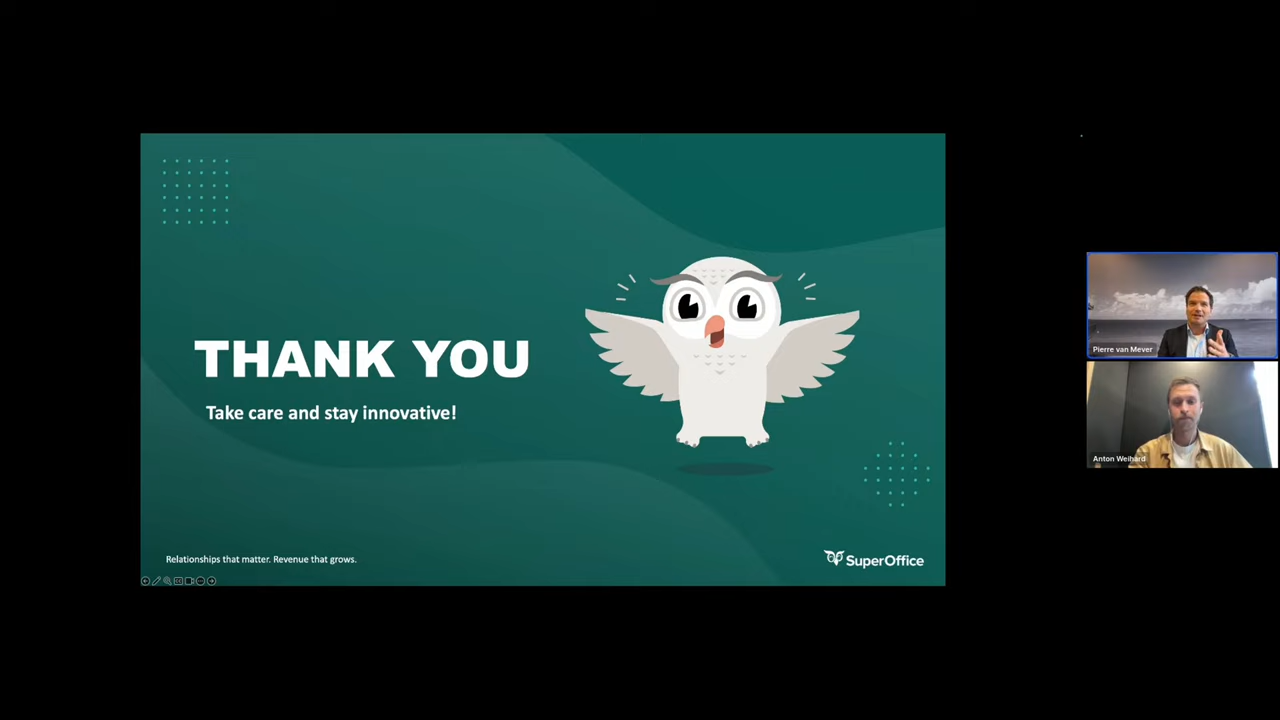 THANK YOU
Take care and stay innovative!
Relationships that matter. Revenue that grows.
SuperOffice
Pierre van Mever
Anton Weihard